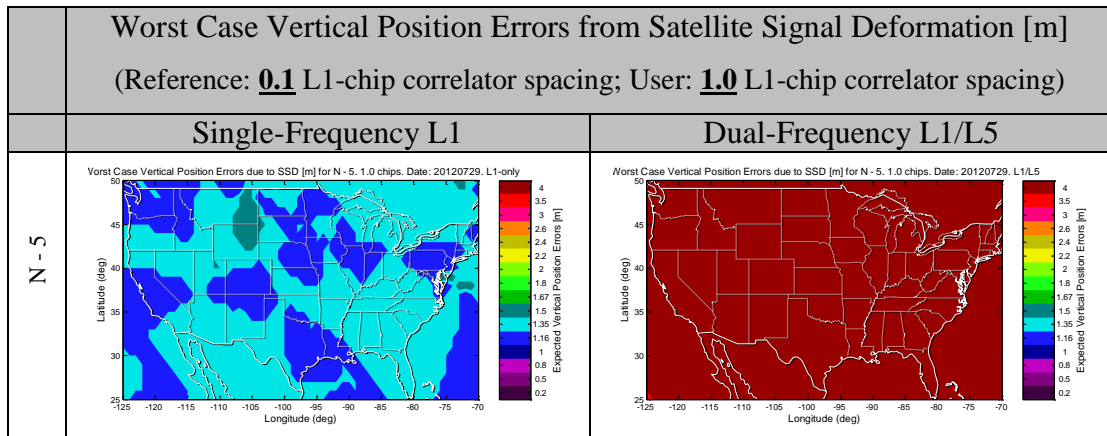 Worst Case Vertical Position Errors from Satellite Signal Deformation [m]
(Reference: 0.1 L1-chip correlator spacing; User: 1.0 L1-chip correlator spacing)
Single-Frequency L1
Dual-Frequency L1/L5
N - 5
Vorst Case Vertical Position Errors due to SSD [m] for N - 5. 1.0 chips. Date: 20120729. L1-only
50
45
40
35
30
25
Latitude (deg)
-125 -120 -115 -110 -105 -100 -95 -90 -85 -80 -75 -70
Longitude (deg)
4
3.5
3
2.6
2.4
2.2
2
1.8
1.67
1.5
1.35
1.16
1
0.8
0.5
0.2
Expected Vertical Position Errors [m]
Vorst Case Vertical Position Errors due to SSD [m] for N - 5. 1.0 chips. Date: 20120729. L1/L5
50
45
40
35
30
25
Latitude (deg)
-125 -120 -115 -110 -105 -100 -95 -90 -85 -80 -75 -70
Longitude (deg)
4
3.5
3
2.6
2.4
2.2
2
1.8
1.67
1.5
1.35
1.16
1
0.8
0.5
0.2
Expected Vertical Position Errors [m]